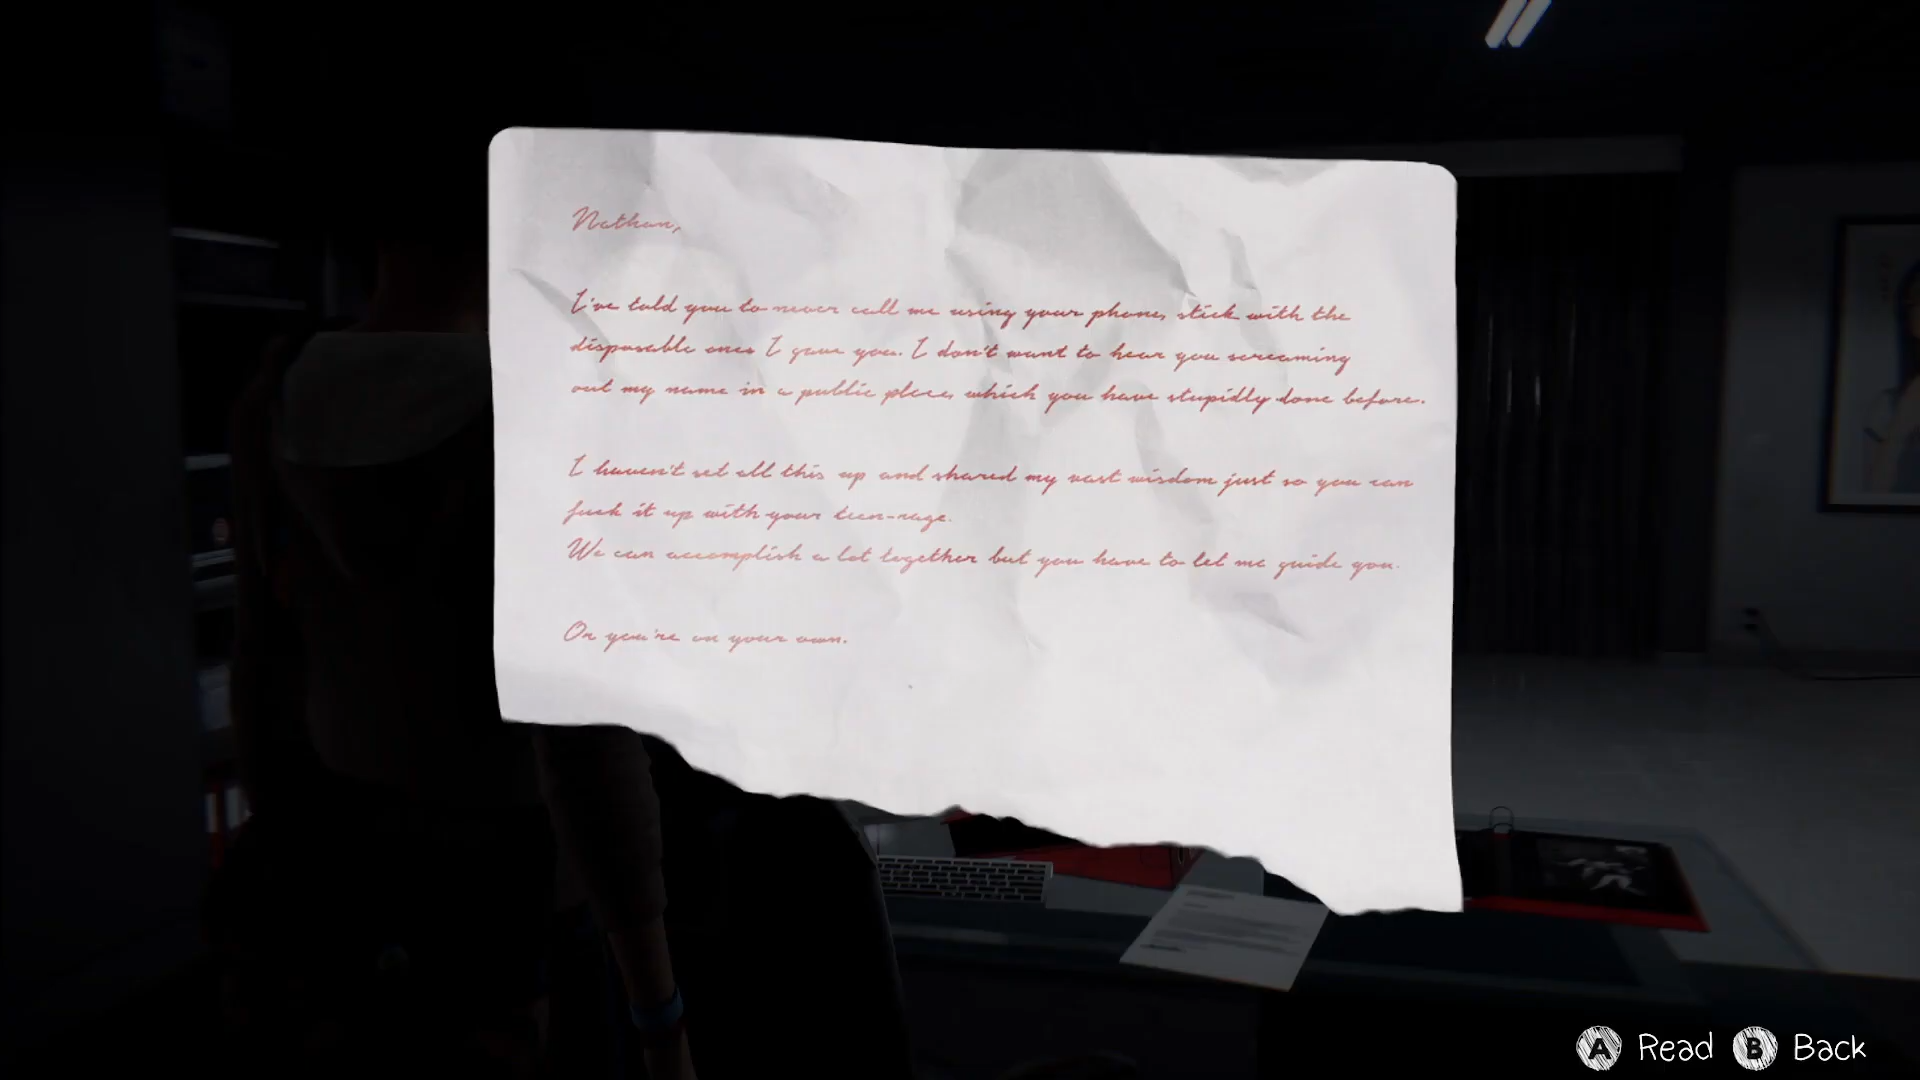 Nathan,
I've told you to never call me using your phone, stick with the
disposable ones I gave you. I don't want to hear you screaming
out my name in a public place, which you have stupidly done before.
I haven't set all this up and shared my vast wisdom just so you can
fuck it up with your teen-rage.
We can accomplish a lot together but you have to let me guide you.
Or you're on your own.
A Read B Back